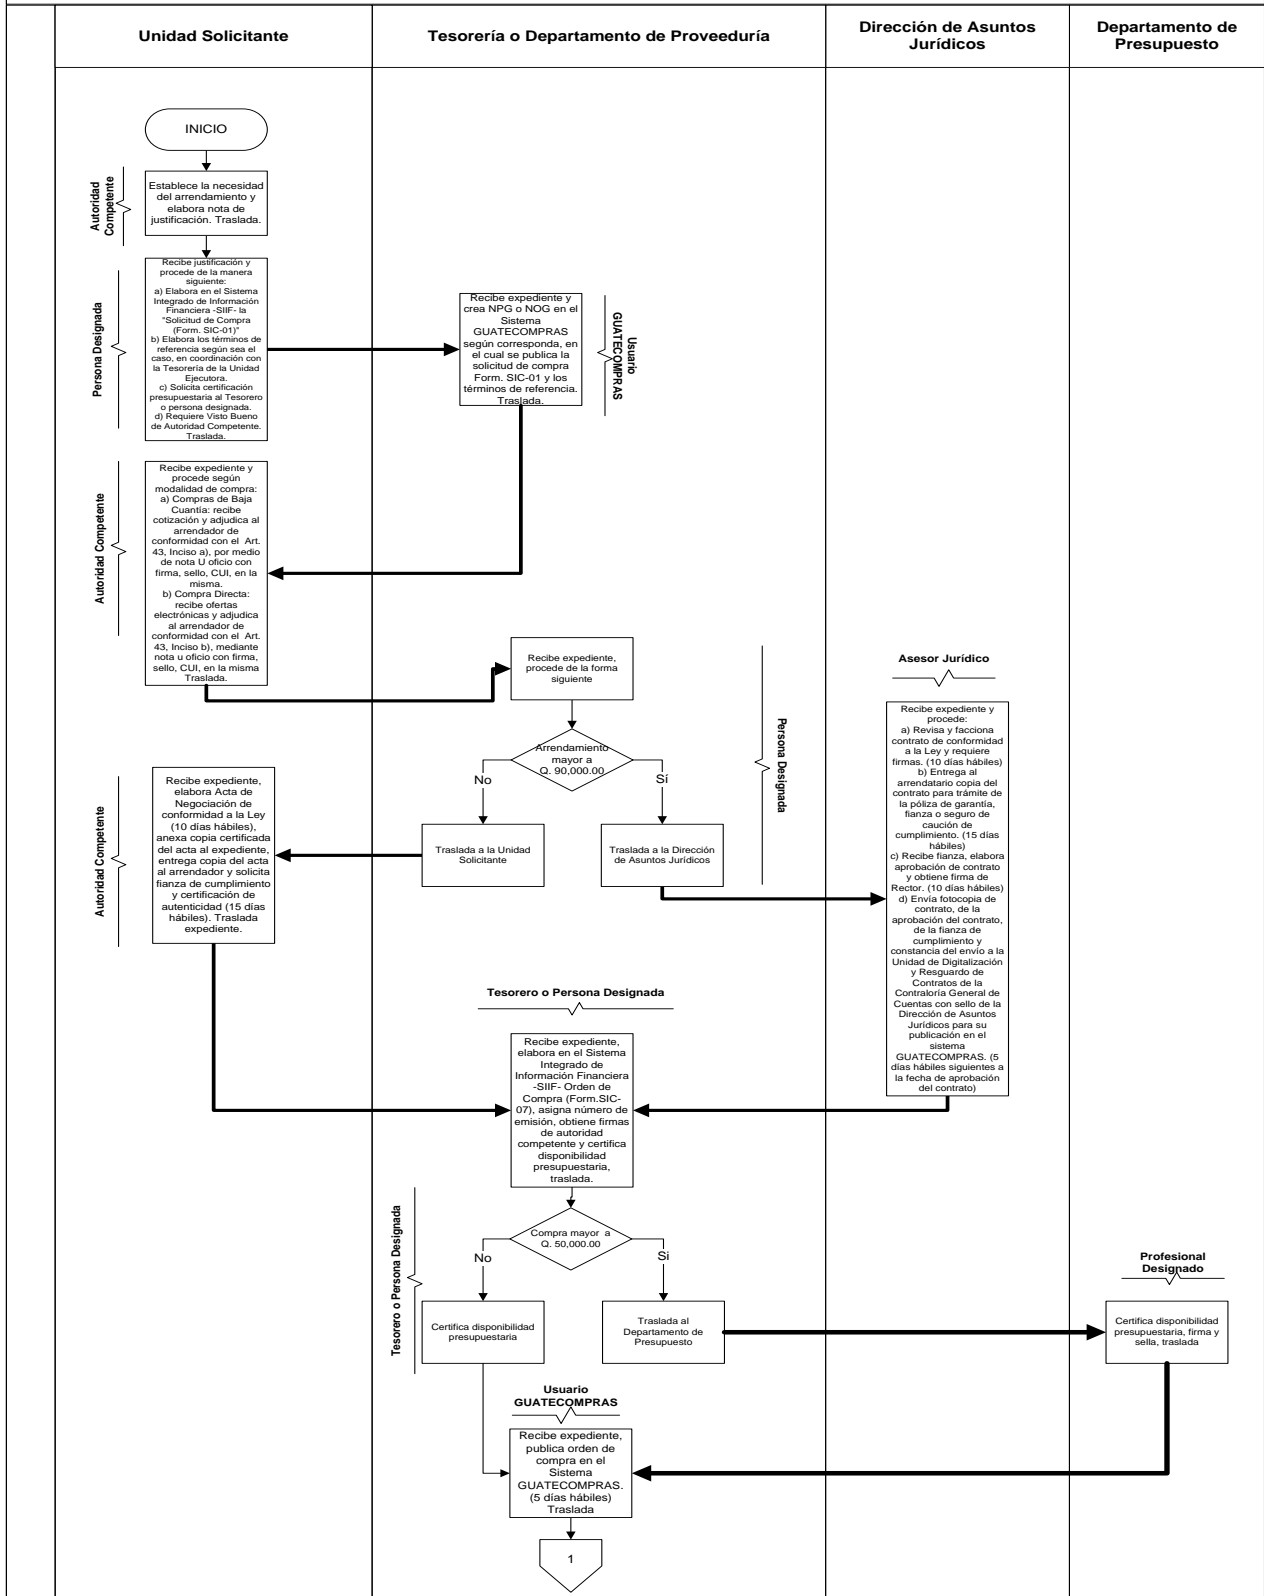 Unidad Solicitante
Tesorería o Departamento de Proveeduría
Dirección de Asuntos
Jurídicos
Departamento de
Presupuesto
INICIO
Autoridad
Competente
Establece la necesidad
del arrendamiento y
elabora nota de
justificación. Traslada.
Persona Designada
Recibe justificación y
procede de la manera
siguiente:
a) Elabora en el Sistema
Integrado de Información
Financiera -SIIF- la
"Solicitud de Compra
(Form. SIC-01)"
b) Elabora los términos de
referencia según sea el
caso, en coordinación con
la Tesorería de la Unidad
Ejecutora.
c) Solicita certificación
presupuestaria al Tesorero
o persona designada.
d) Requiere Visto Bueno
de Autoridad Competente.
Traslada.
Recibe expediente y
crea NPG o NOG en el
Sistema
GUATECOMPRAS
según corresponda, en
el cual se publica la
solicitud de compra
Form. SIC-01 y los
términos de referencia.
Traslada.
Usuario
GUATECOMPRAS
Autoridad Competente
Recibe expediente y
procede según
modalidad de compra:
a) Compras de Baja
Cuantía: recibe
cotización y adjudica al
arrendador de
conformidad con el Art.
43, Inciso a), por medio
de nota U oficio con
firma, sello, CUI, en la
misma.
b) Compra Directa:
recibe ofertas
electrónicas y adjudica
al arrendador de
conformidad con el Art.
43, Inciso b), mediante
nota u oficio con firma,
sello, CUI, en la misma
Traslada.
Recibe expediente,
procede de la forma
siguiente
Arrendamiento
mayor a
Q. 90,000.00
No
Sí
Traslada a la Unidad
Solicitante
Traslada a la Dirección
de Asuntos Jurídicos
Persona Designada
Asesor Jurídico
Recibe expediente y
procede:
a) Revisa y facciona
contrato de conformidad
a la Ley y requiere
firmas. (10 días hábiles)
b) Entrega al
arrendatario copia del
contrato para trámite de
la póliza de garantía,
fianza o seguro de
caución de
cumplimiento. (15 días
hábiles)
c) Recibe fianza, elabora
aprobación de contrato
y obtiene firma de
Rector. (10 días hábiles)
d) Envía fotocopia de
contrato, de la
aprobación del contrato,
de la fianza de
cumplimiento y
constancia del envío a la
Unidad de Digitalización
y Resguardo de
Contratos de la
Contraloría General de
Cuentas con sello de la
Dirección de Asuntos
Jurídicos para su
publicación en el
sistema
GUATECOMPRAS. (5
días hábiles siguientes a
la fecha de aprobación
del contrato)
Autoridad Competente
Recibe expediente,
elabora Acta de
Negociación de
conformidad a la Ley
(10 días hábiles),
anexa copia certificada
del acta al expediente,
entrega copia del acta
al arrendador y solicita
fianza de cumplimiento
y certificación de
autenticidad (15 días
hábiles). Traslada
expediente.
Tesorero o Persona Designada
Recibe expediente,
elabora en el Sistema
Integrado de
Información Financiera
-SIIF- Orden de
Compra (Form.SIC-
07), asigna número de
emisión, obtiene firmas
de autoridad
competente y certifica
disponibilidad
presupuestaria,
traslada.
Tesorero o Persona Designada
Compra mayor a
Q. 50,000.00
No
Si
Certifica disponibilidad
presupuestaria
Traslada al
Departamento de
Presupuesto
Profesional
Designado
Certifica disponibilidad
presupuestaria, firma y
sella, traslada
Usuario
GUATECOMPRAS
Recibe expediente,
publica orden de
compra en el
Sistema
GUATECOMPRAS.
(5 días hábiles)
Traslada
1